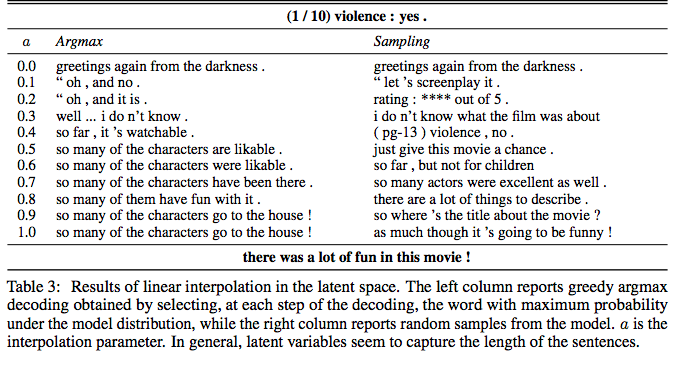 (1 / 10) violence : yes .
a Argmax Sampling
0.0 greetings again from the darkness . greetings again from the darkness .
0.1 “ oh , and no . “ let ’s screenplay it .
0.2 “ oh , and it is . rating : **** out of 5 .
0.3 well ... i do n’t know . i do n’t know what the film was about
0.4 so far , it ’s watchable . ( pg-13 ) violence , no .
0.5 so many of the characters are likable . just give this movie a chance .
0.6 so many of the characters were likable . so far , but not for children
0.7 so many of the characters have been there . so many actors were excellent as well .
0.8 so many of them have fun with it . there are a lot of things to describe .
0.9 so many of the characters go to the house ! so where ’s the title about the movie ?
1.0 so many of the characters go to the house ! as much though it ’s going to be funny !
there was a lot of fun in this movie !
Table 3: Results of linear interpolation in the latent space. The left column reports greedy argmax
decoding obtained by selecting, at each step of the decoding, the word with maximum probability
under the model distribution, while the right column reports random samples from the model. a is the
interpolation parameter. In general, latent variables seem to capture the length of the sentences.